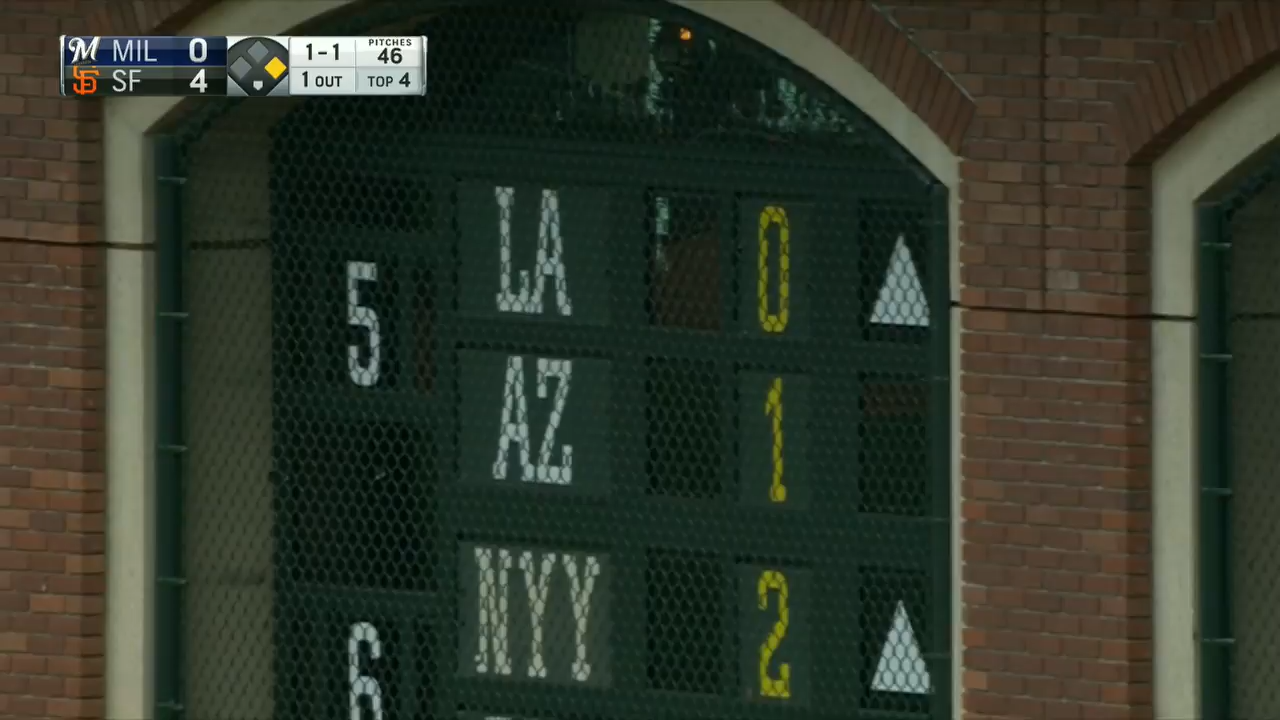 MIL 0
SF 4
1-1
PITCHES
46
1 OUT
TOP 4
5
LA 0
AZ 1
6
NYY 2